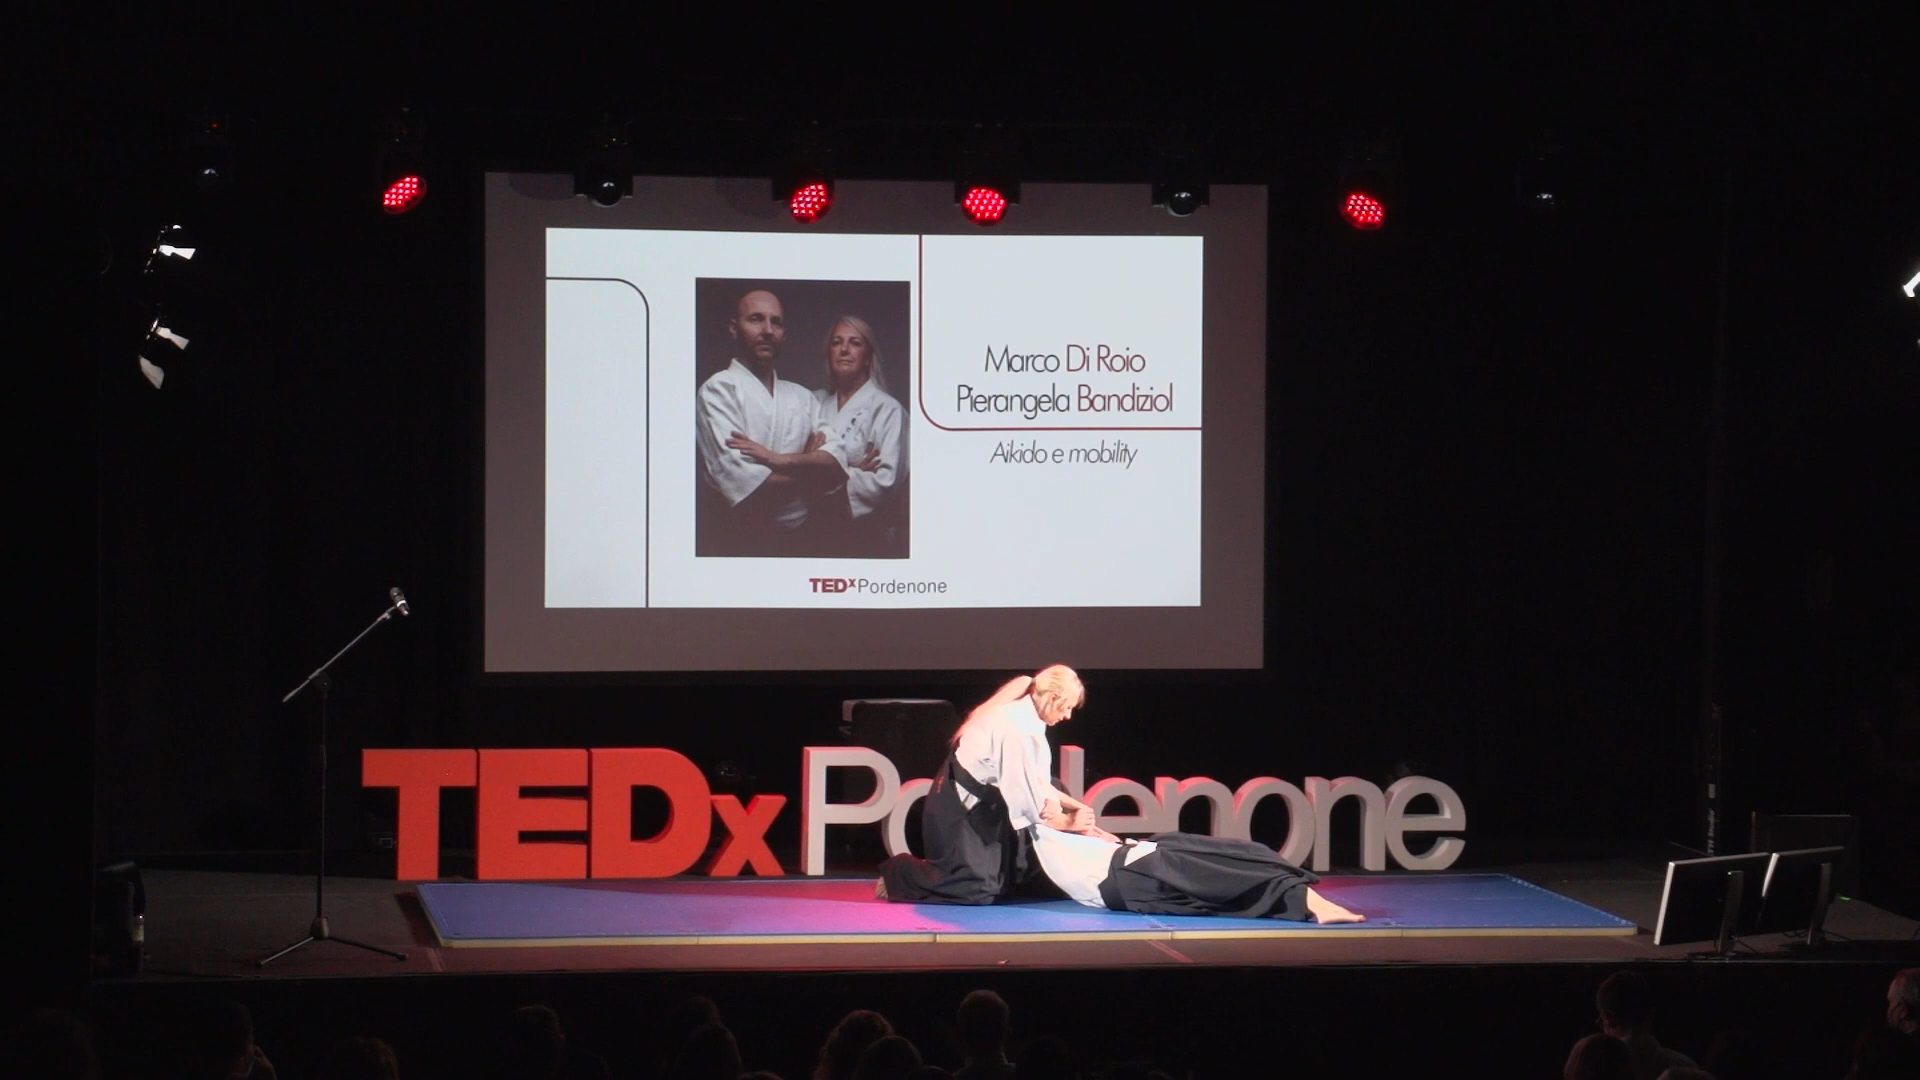 Marco Di Roio
Pierangela Bandiziol
Aikido e mobility
TEDxPordenone
TEDx Pordenone